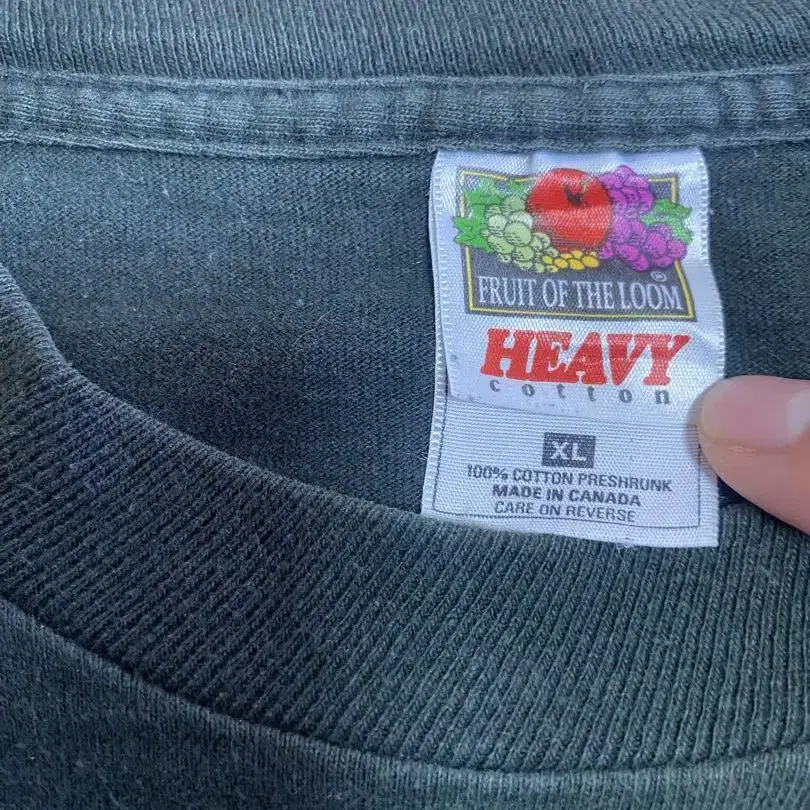 ®
FRUIT OF THE LOOM
HEAVY
cotton
XL
100% COTTON PRESHRUNK
MADE IN CANADA
CARE ON REVERSE